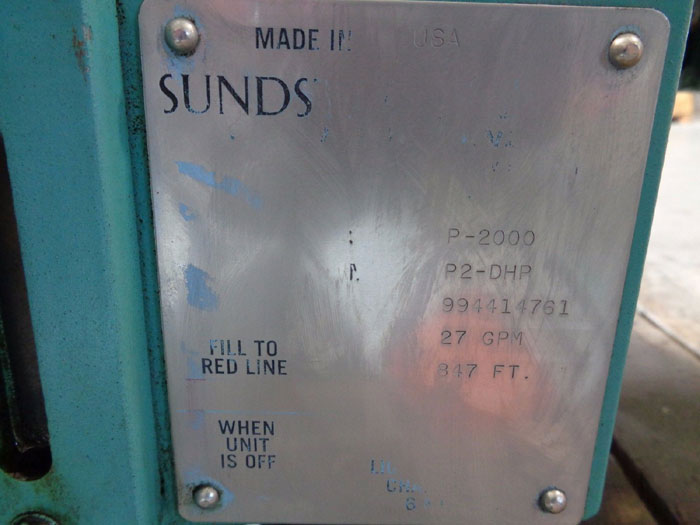 MADE IN USA
SUNDS
P-2000
P2-DHP
994414761
27 GPM
FILL TO
RED LINE
847 FT.
WHEN
UNIT
IS OFF